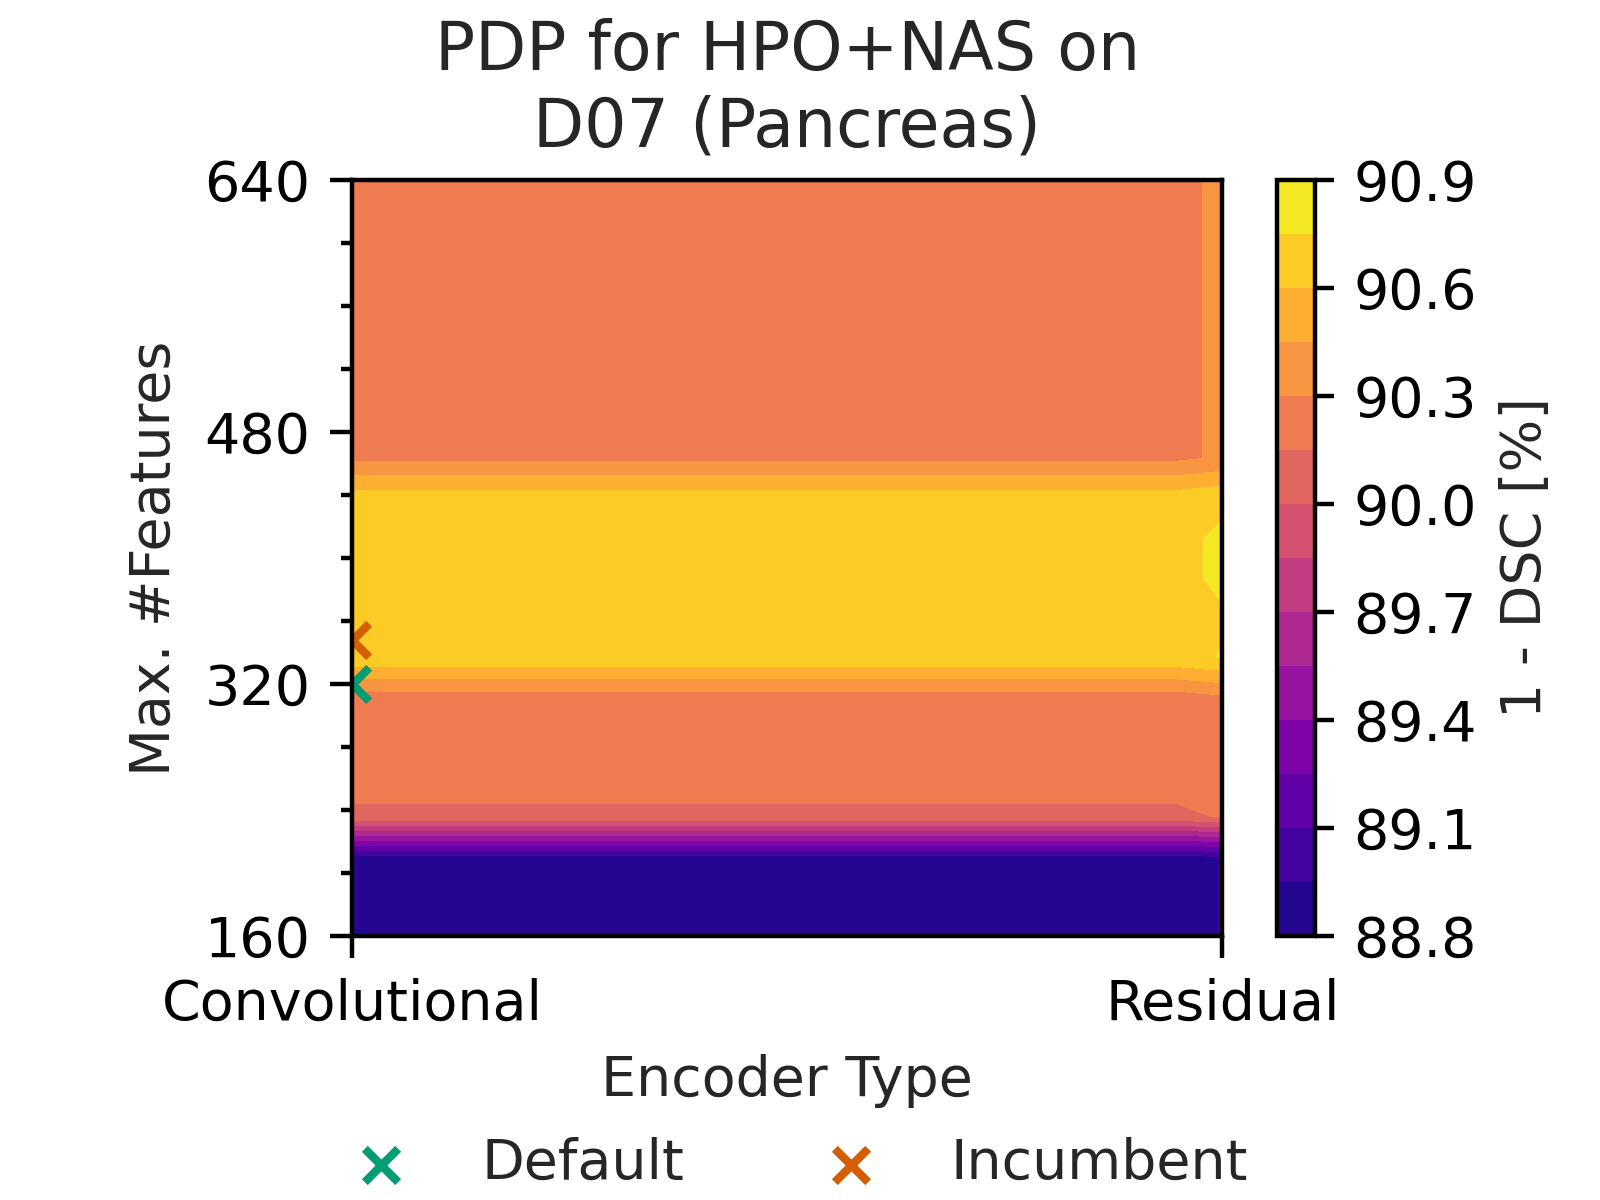 PDP for HPO+NAS on
D07 (Pancreas)
Max. #Features
640
480
320
160
Convolutional
Residual
Encoder Type
90.9
90.6
90.3
90.0
89.7
89.4
89.1
88.8
1 - DSC [%]
Default
Incumbent